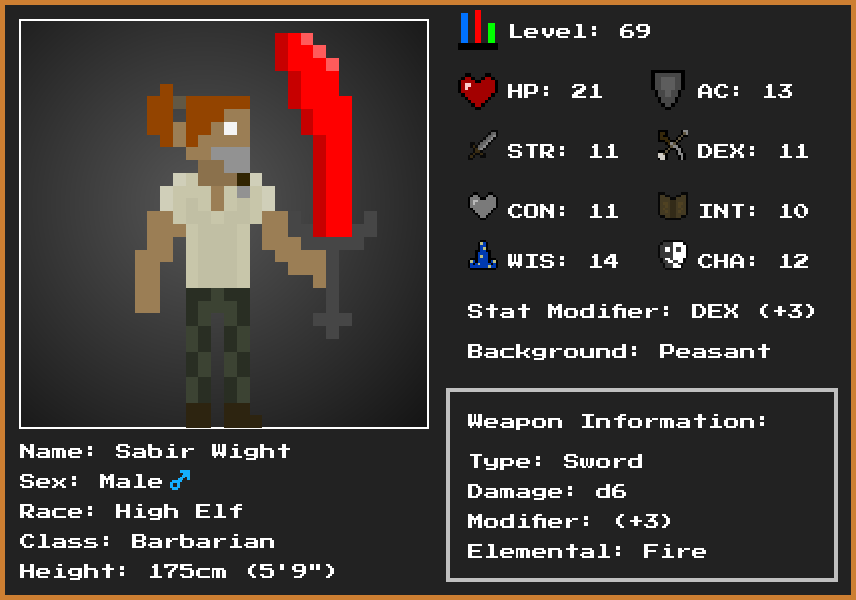 Level: 69
HP: 21 AC: 13
STR: 11 DEX: 11
CON: 11 INT: 10
WIS: 14 CHA: 12
Stat Modifier: DEX (+3)
Background: Peasant
Weapon Information:
Type: Sword
Damage: d6
Modifier: (+3)
Elemental: Fire
Name: Sabir Wight
Sex: Male♂
Race: High Elf
Class: Barbarian
Height: 175cm (5'9")